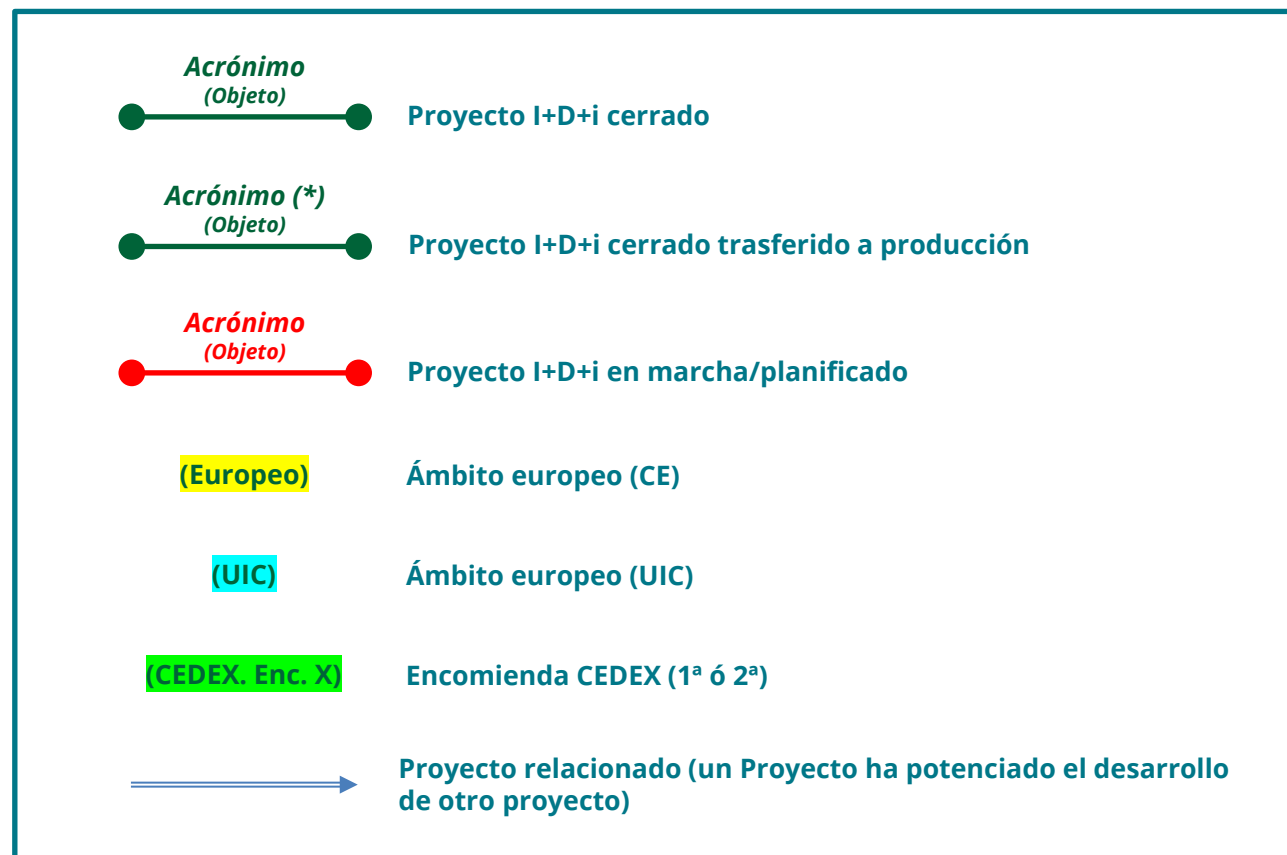 Acrónimo
(Objeto)
Proyecto I+D+i cerrado
Acrónimo (*)
(Objeto)
Proyecto I+D+i cerrado trasferido a producción
Acrónimo
(Objeto)
Proyecto I+D+i en marcha/planificado
(Europeo)
Ámbito europeo (CE)
(UIC)
Ámbito europeo (UIC)
(CEDEX. Enc. X)
Encomienda CEDEX (1ª ó 2ª)
Proyecto relacionado (un Proyecto ha potenciado el desarrollo
de otro proyecto)